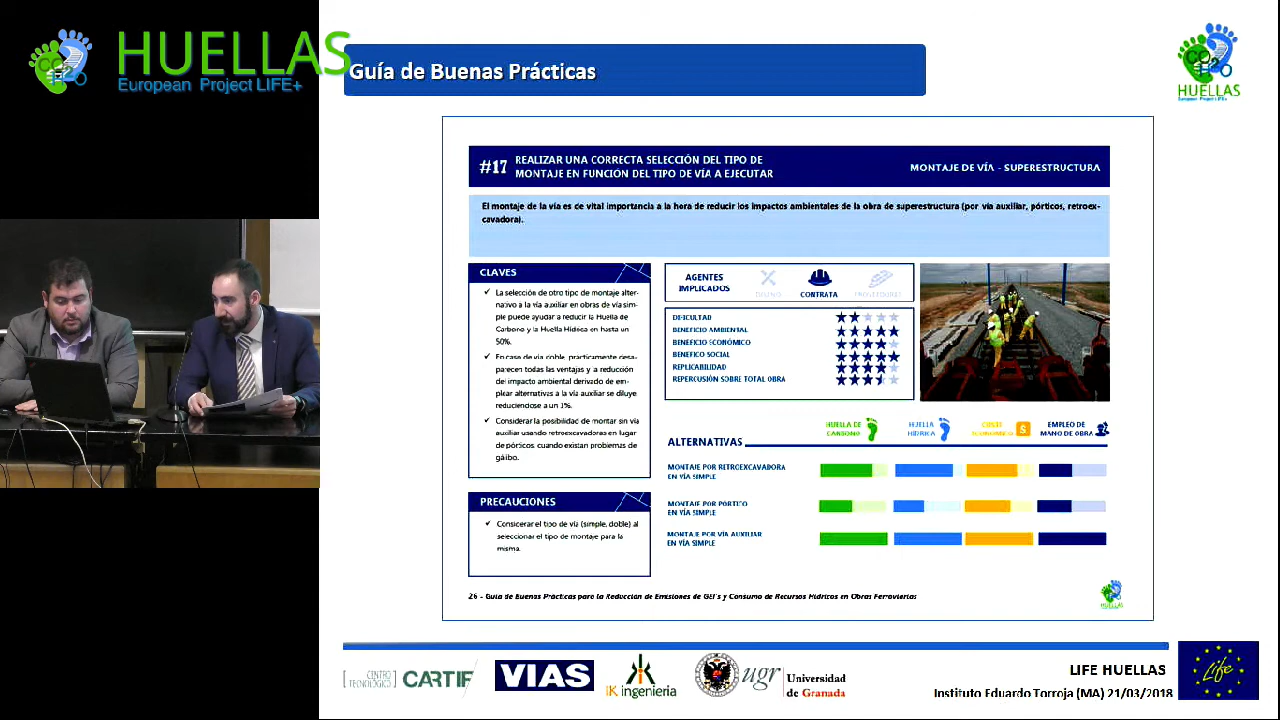 HUELLAS
European Project LIFE+
Guía de Buenas Prácticas
HUELLAS
European Project LIFE+
#17 REALIZAR UNA CORRECTA SELECCIÓN DEL TIPO DE
MONTAJE EN FUNCIÓN DEL TIPO DE VÍA A EJECUTAR
MONTAJE DE VÍA - SUPERESTRUCTURA
El montaje de la vía es de vital importancia a la hora de reducir los impactos ambientales de la obra de superestructura (por vía auxiliar, pórticos, retroex-
cavadora).
CLAVES
✓ La selección de otro tipo de montaje alter-
nativo a la vía auxiliar en obras de vía sim-
ple puede ayudar a reducir la Huella de
Carbono y la Huella Hídrica en hasta un
50%.
✓ En caso de vía doble, prácticamente desa-
parecen todas las ventajas y la reducción
del impacto ambiental derivado de em-
plear alternativas a la vía auxiliar se diluye
reduciéndose a un 3%.
✓ Considerar la posibilidad de montar sin vía
auxiliar usando retroexcavadoras en lugar
de pórticos, cuando existan problemas de
gálibo.
PRECAUCIONES
✓ Considerar el tipo de vía (simple, doble) al
seleccionar el tipo de montaje para la
misma.
AGENTES
IMPLICADOS
DISEÑO
CONTRATA
PROVEEDORES
DIFICULTAD
BENEFICIO AMBIENTAL
BENEFICIO ECONÓMICO
BENEFICO SOCIAL
REPLICABILIDAD
REPERCUSIÓN SOBRE TOTAL OBRA
ALTERNATIVAS
HUELLA DE
CARBONO
HUELLA
HÍDRICA
COSTE
ECONÓMICO
EMPLEO DE
MANO DE OBRA
MONTAJE POR RETROEXCAVADORA
EN VÍA SIMPLE
MONTAJE POR PÓRTICO
EN VÍA SIMPLE
MONTAJE POR VÍA AUXILIAR
EN VÍA SIMPLE
26 - Guía de Buenas Prácticas para la Reducción de Emisiones de GEI's y Consumo de Recursos Hídricos en Obras Ferroviarias
HUELLAS
CENTRO
TECNOLÓGICO
CARTIF
VIAS
IK ingeniería
ugr
Universidad
de Granada
LIFE HUELLAS
Instituto Eduardo Torroja (MA) 21/03/2018
Life